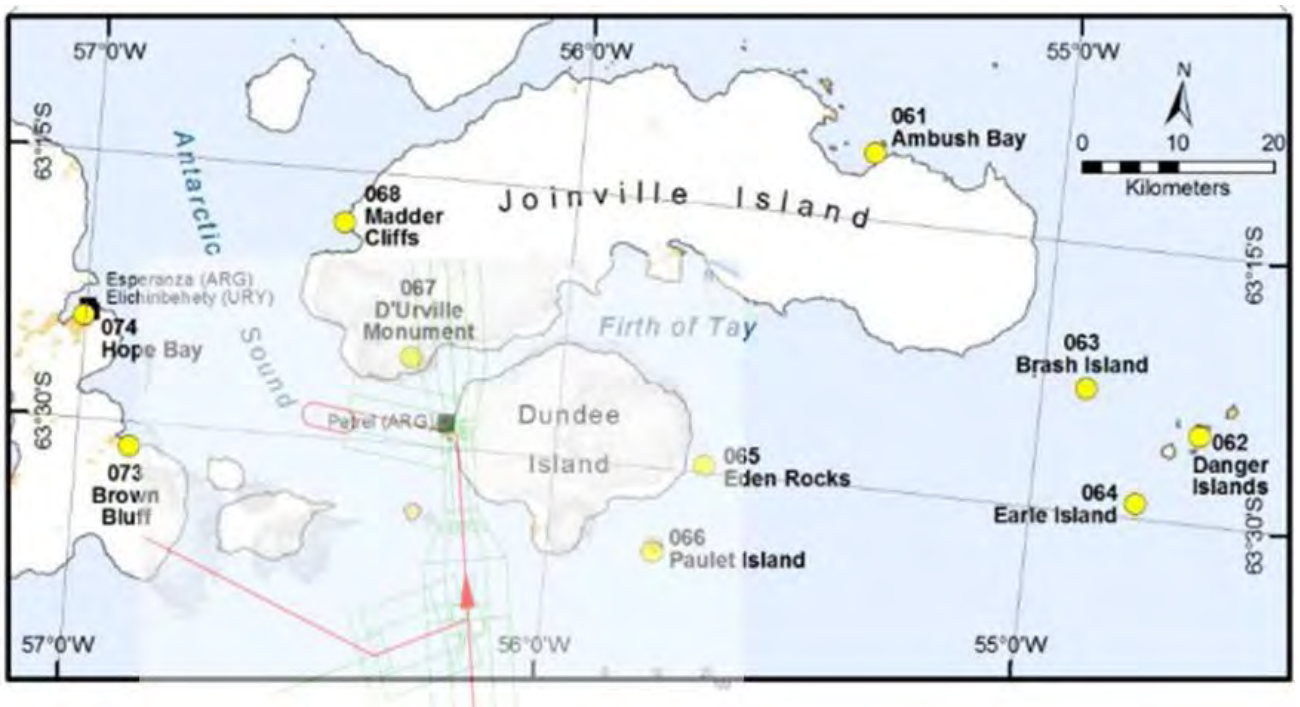 57°0'W
56°0'W
55°0'W
N
0 10 20
Kilometers
63°15'S
061
Ambush Bay
Antarctic
Sound
068
Madder
Cliffs
Joinville Island
63°15'S
Esperanza (ARG)
Elichiribehety (URY)
074
Hope Bay
067
D'Urville
Monument
Firth of Tay
063
Brash Island
63°30'S
Petrel (ARG)
Dundee
Island
073
Brown
Bluff
065
Eden Rocks
062
Danger
Islands
064
Earle Island
63°30'S
066
Paulet Island
57°0'W
56°0'W
55°0'W